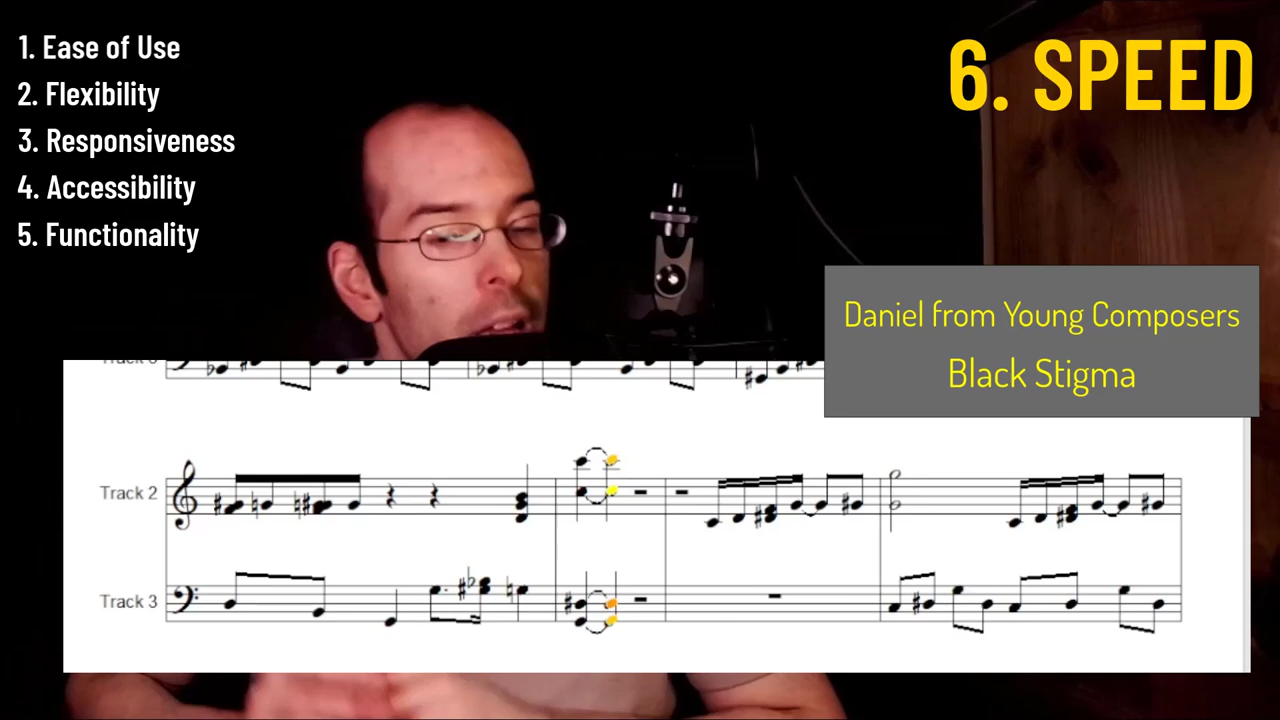 1. Ease of Use
2. Flexibility
3. Responsiveness
4. Accessibility
5. Functionality
6. SPEED
Daniel from Young Composers
Black Stigma
Track 2
Track 3